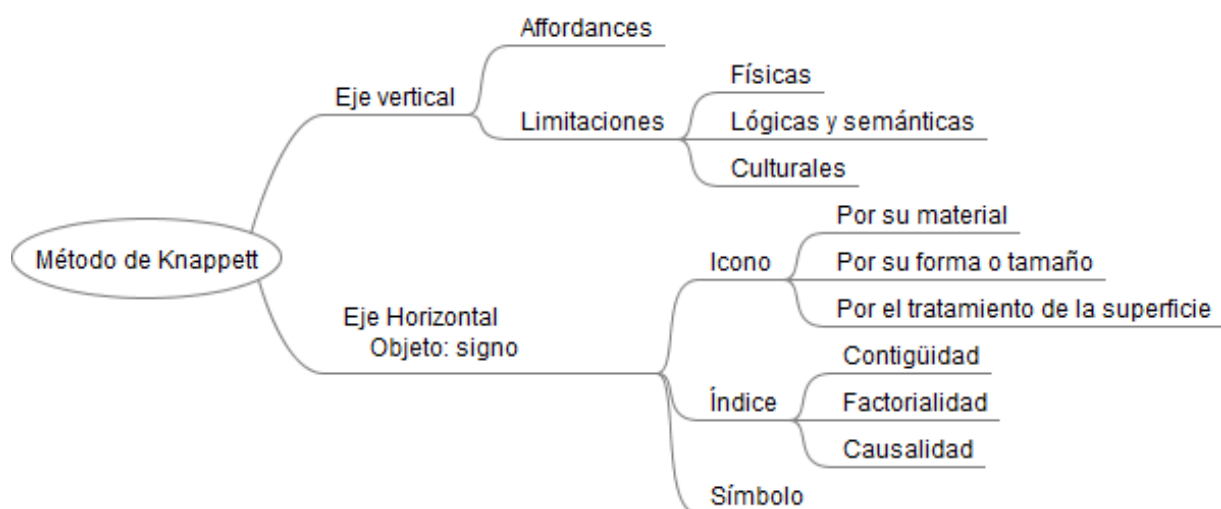 Método de Knappett
Eje vertical
Affordances
Limitaciones
Físicas
Lógicas y semánticas
Culturales
Eje Horizontal
Objeto: signo
Icono
Por su material
Por su forma o tamaño
Por el tratamiento de la superficie
Índice
Contigüidad
Factorialidad
Causalidad
Símbolo